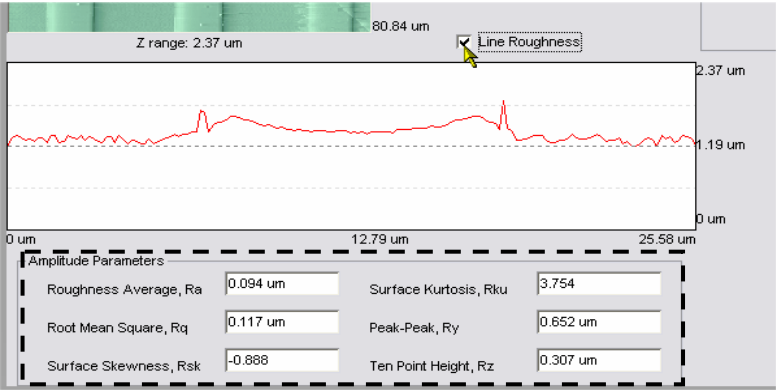 80.84 um
Z range: 2.37 um
Line Roughness
2.37 um
1.19 um
0 um
0 um 12.79 um 25.58 um
Amplitude Parameters
Roughness Average, Ra 0.094 um Surface Kurtosis, Rku 3.754
Root Mean Square, Rq 0.117 um Peak-Peak, Ry 0.652 um
Surface Skewness, Rsk -0.888 Ten Point Height, Rz 0.307 um